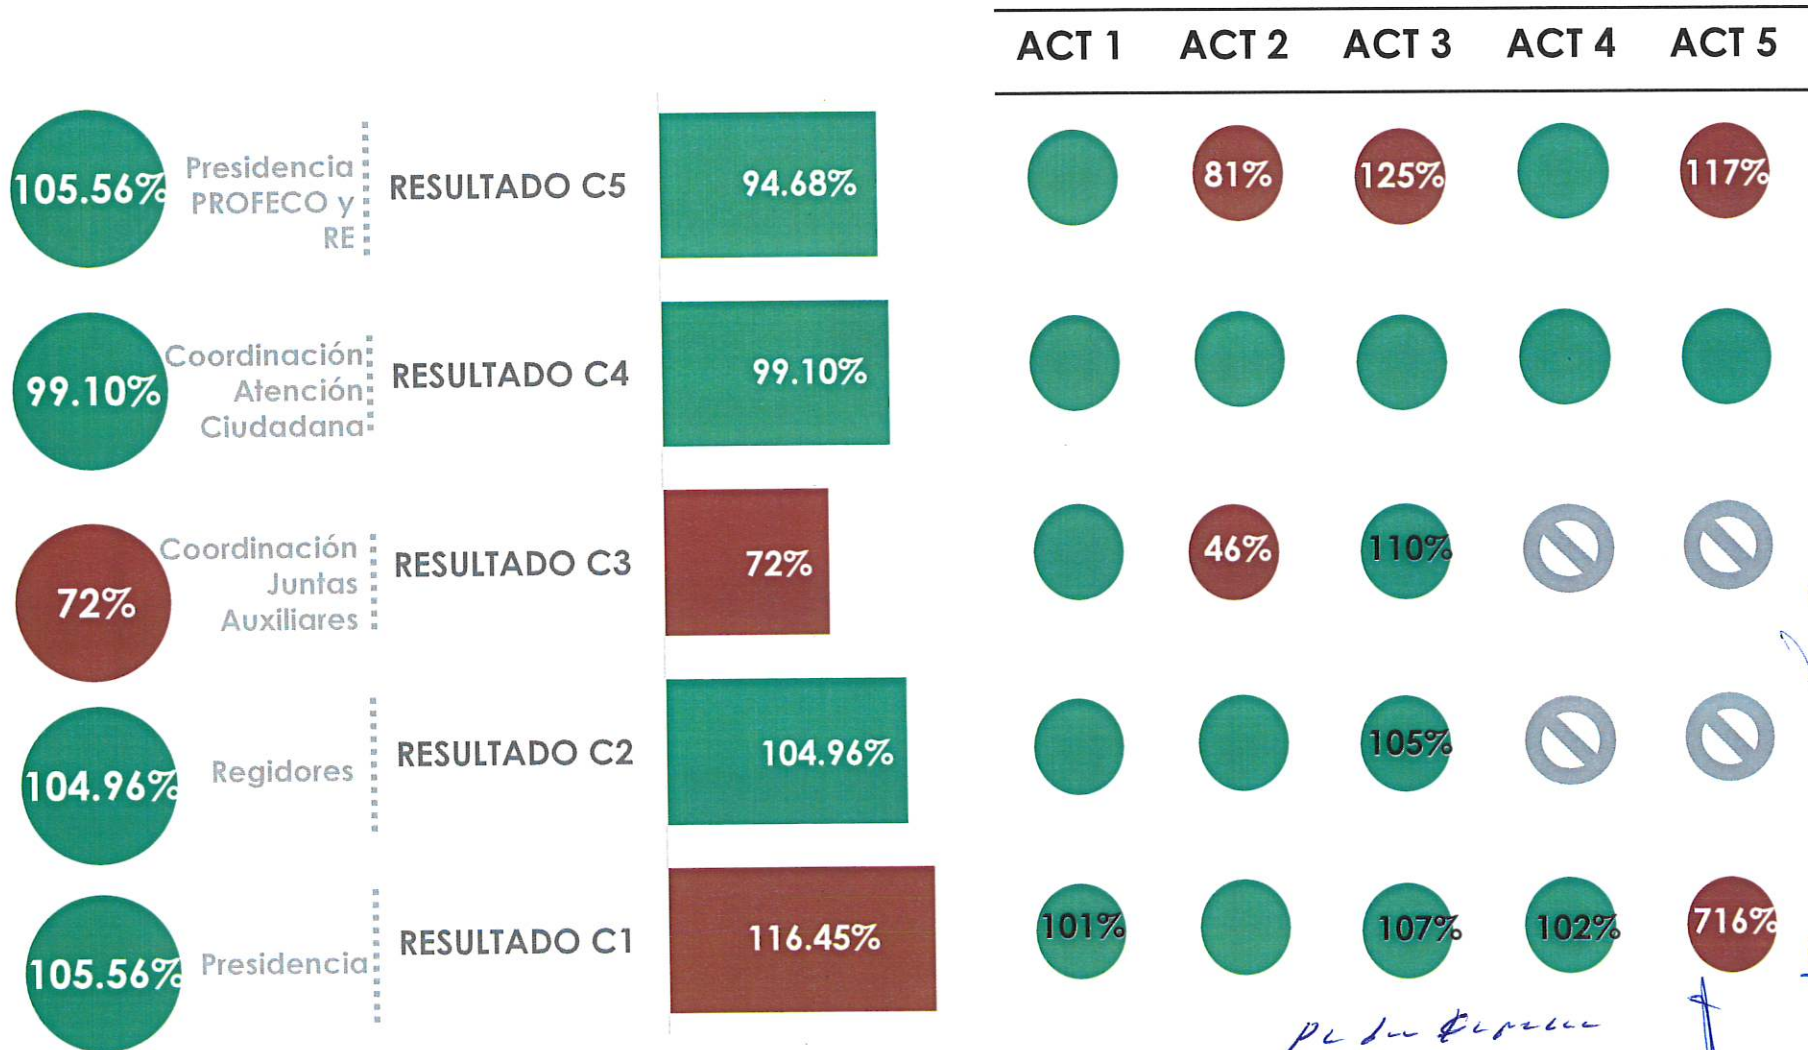 ACT 1 ACT 2 ACT 3 ACT 4 ACT 5
105.56% Presidencia PROFECO y RE RESULTADO C5 94.68% 81% 125% 117%
99.10% Coordinación Atención Ciudadana RESULTADO C4 99.10%
72% Coordinación Juntas Auxiliares RESULTADO C3 72% 46% 110%
104.96% Regidores RESULTADO C2 104.96% 105%
105.56% Presidencia RESULTADO C1 116.45% 101% 107% 102% 716%